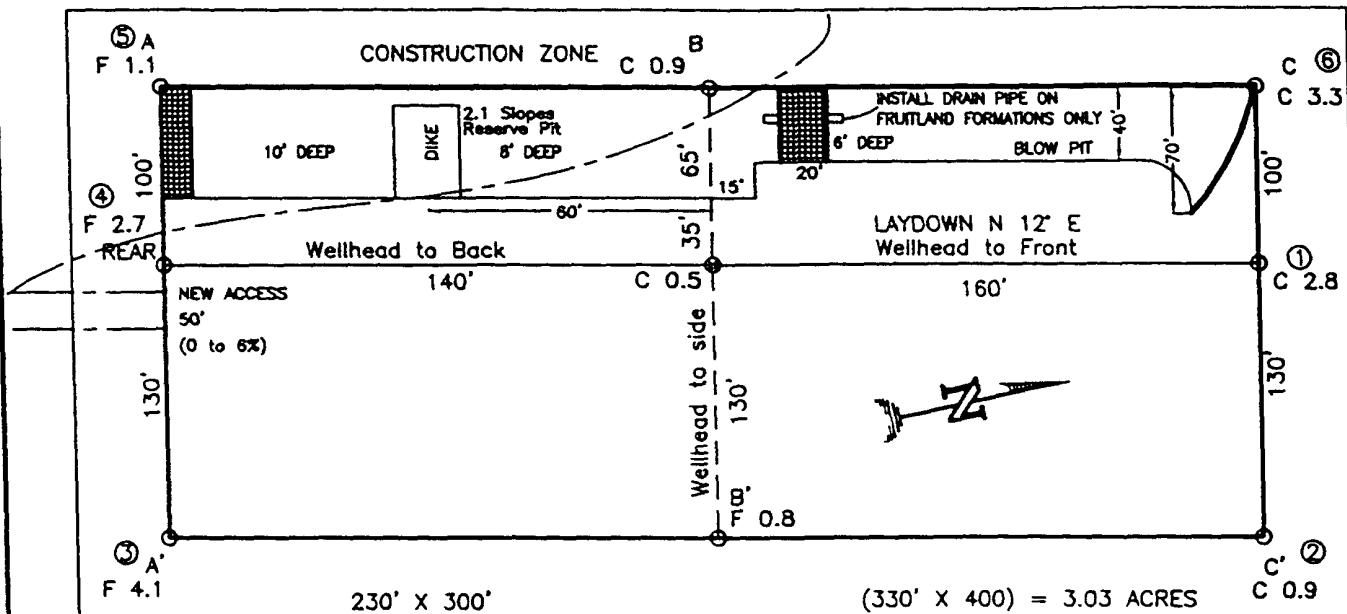 ⑤ A
F 1.1
CONSTRUCTION ZONE
B
C 0.9
C ⑥
C 3.3
2.1 Slopes
Reserve Pit
10' DEEP
DIKE
8' DEEP
INSTALL DRAIN PIPE ON
FRUITLAND FORMATIONS ONLY
6' DEEP
BLOW PIT
40'
70'
100'
100'
65'
15'
20'
④
F 2.7
REAR
60'
35'
LAYDOWN N 12° E
Wellhead to Front
Wellhead to Back
140'
C 0.5
160'
①
C 2.8
NEW ACCESS
50'
(0 to 6%)
130'
Wellhead to side
130'
N
130'
B'
F 0.8
③ A'
F 4.1
C' ②
C 0.9
230' X 300'
(330' X 400) = 3.03 ACRES